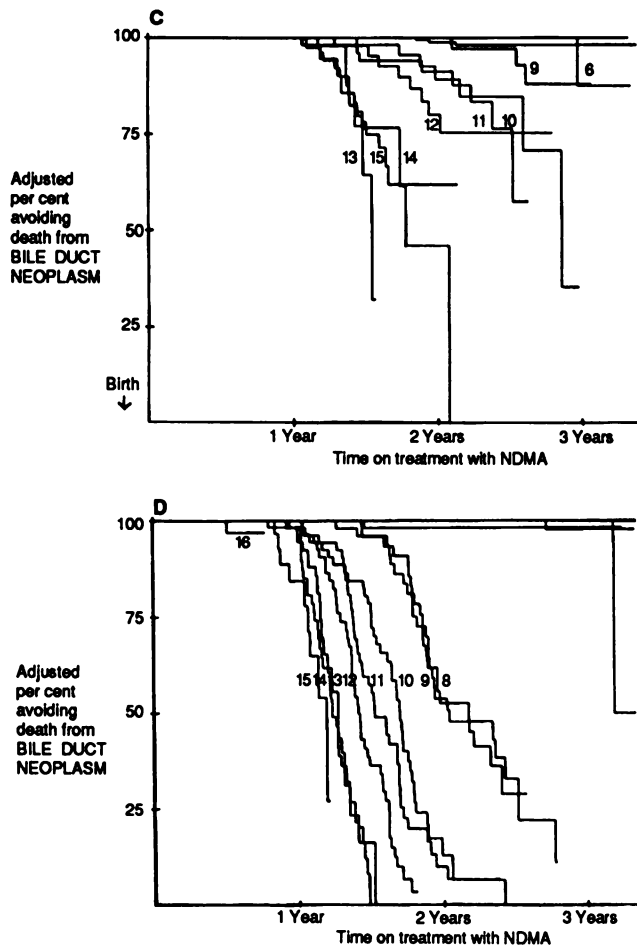 C
100
75
50
25
Adjusted
per cent
avoiding
death from
BILE DUCT
NEOPLASM
Birth
↓
9
6
12
11
10
13
15
14
1 Year
2 Years
3 Years
Time on treatment with NDMA
D
100
75
50
25
16
Adjusted
per cent
avoiding
death from
BILE DUCT
NEOPLASM
15
14
13
12
11
10
9
8
1 Year
2 Years
3 Years
Time on treatment with NDMA